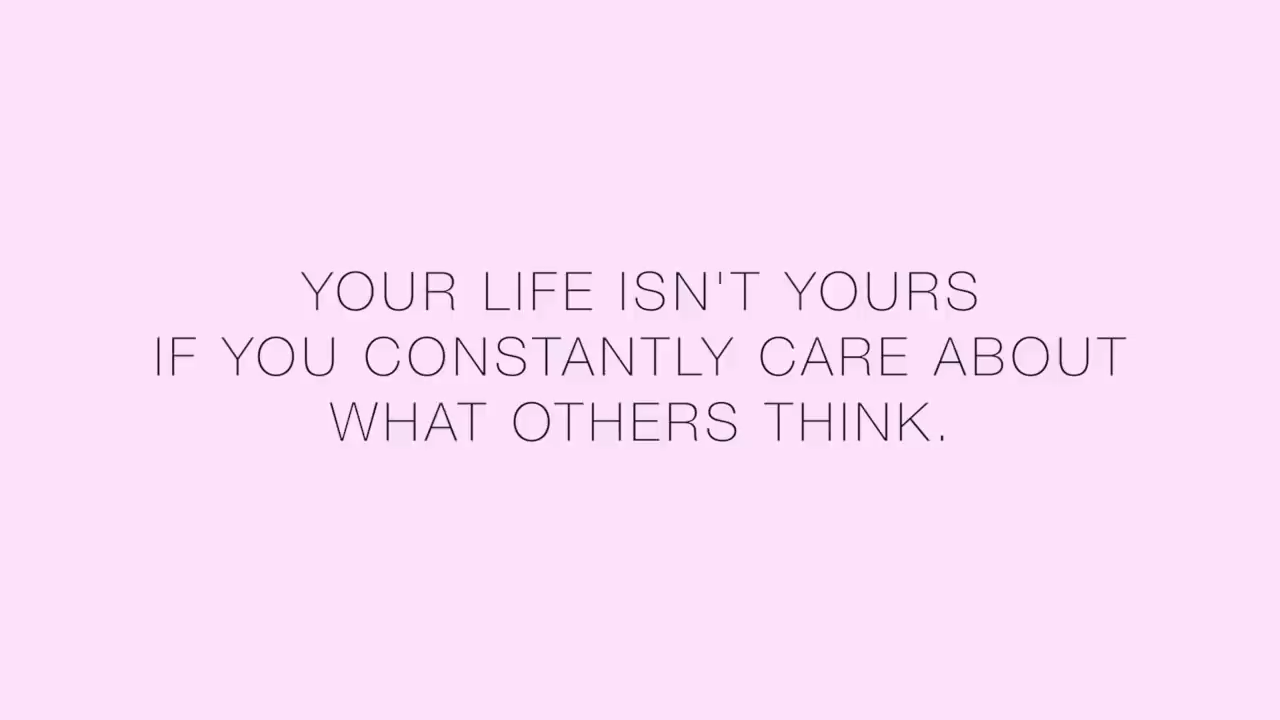 YOUR LIFE ISN'T YOURS
IF YOU CONSTANTLY CARE ABOUT
WHAT OTHERS THINK.